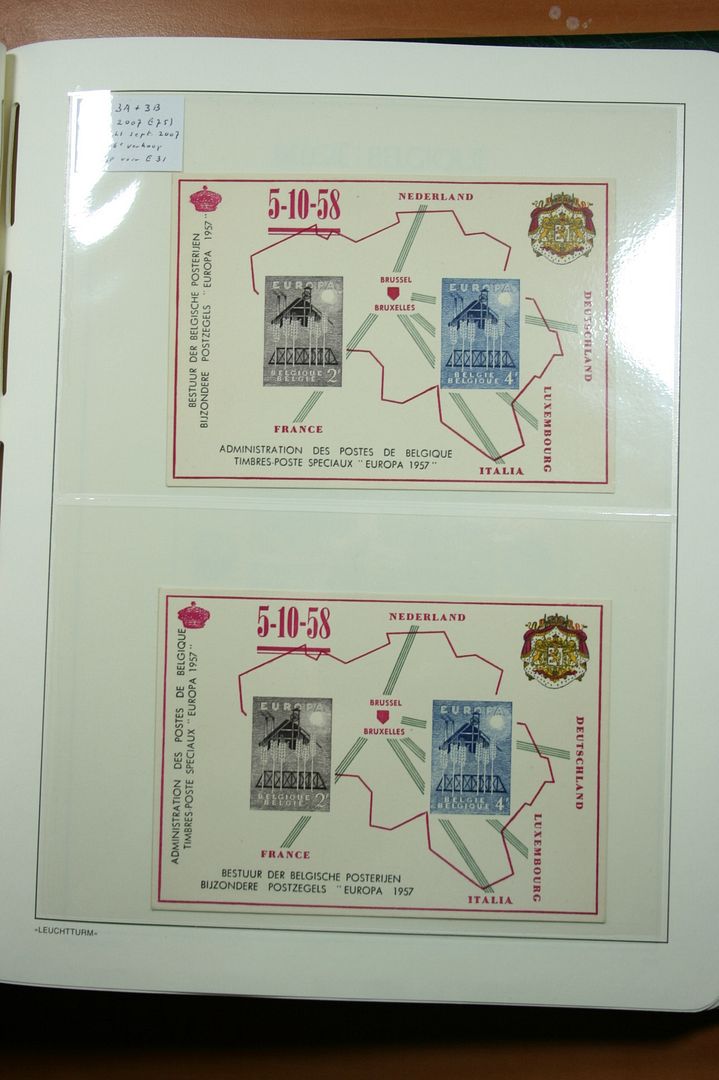 3A + 3B
2007 €75)
sept. 2007
verkoop
voor € 31
5-10-58
NEDERLAND
BESTUUR DER BELGISCHE POSTERIJEN
BIJZONDERE POSTZEGELS "EUROPA 1957"
BRUSSEL
BRUXELLES
DEUTSCHLAND
EUROPA
BELGIQUE
BELGIE
2F
EUROPA
BELGIE
BELGIQUE
4F
LUXEMBOURG
FRANCE
ADMINISTRATION DES POSTES DE BELGIQUE
TIMBRES-POSTE SPECIAUX "EUROPA 1957"
ITALIA
5-10-58
NEDERLAND
ADMINISTRATION DES POSTES DE BELGIQUE
TIMBRES-POSTE SPECIAUX "EUROPA 1957"
BRUSSEL
BRUXELLES
DEUTSCHLAND
EUROPA
BELGIQUE
BELGIE
2F
EUROPA
BELGIE
BELGIQUE
4F
LUXEMBOURG
FRANCE
BESTUUR DER BELGISCHE POSTERIJEN
BIJZONDERE POSTZEGELS "EUROPA 1957
ITALIA
»LEUCHTTURM«